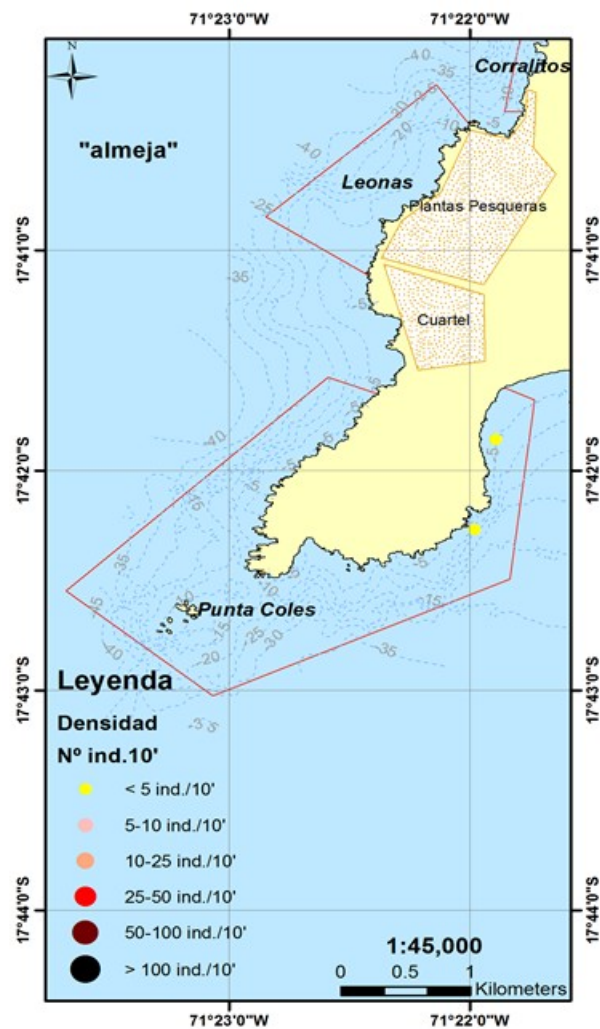 71°23'0"W 71°22'0"W
N
Corralitos
"almeja"
Leonas
Plantas Pesqueras
17°41'0"S 17°41'0"S
Cuartel
17°42'0"S 17°42'0"S
Punta Coles
17°43'0"S 17°43'0"S
Leyenda
Densidad
Nº ind.10'
< 5 ind./10'
5-10 ind./10'
10-25 ind./10'
25-50 ind./10'
50-100 ind./10'
> 100 ind./10'
17°44'0"S 17°44'0"S
1:45,000
0 0.5 1
Kilometers
71°23'0"W 71°22'0"W